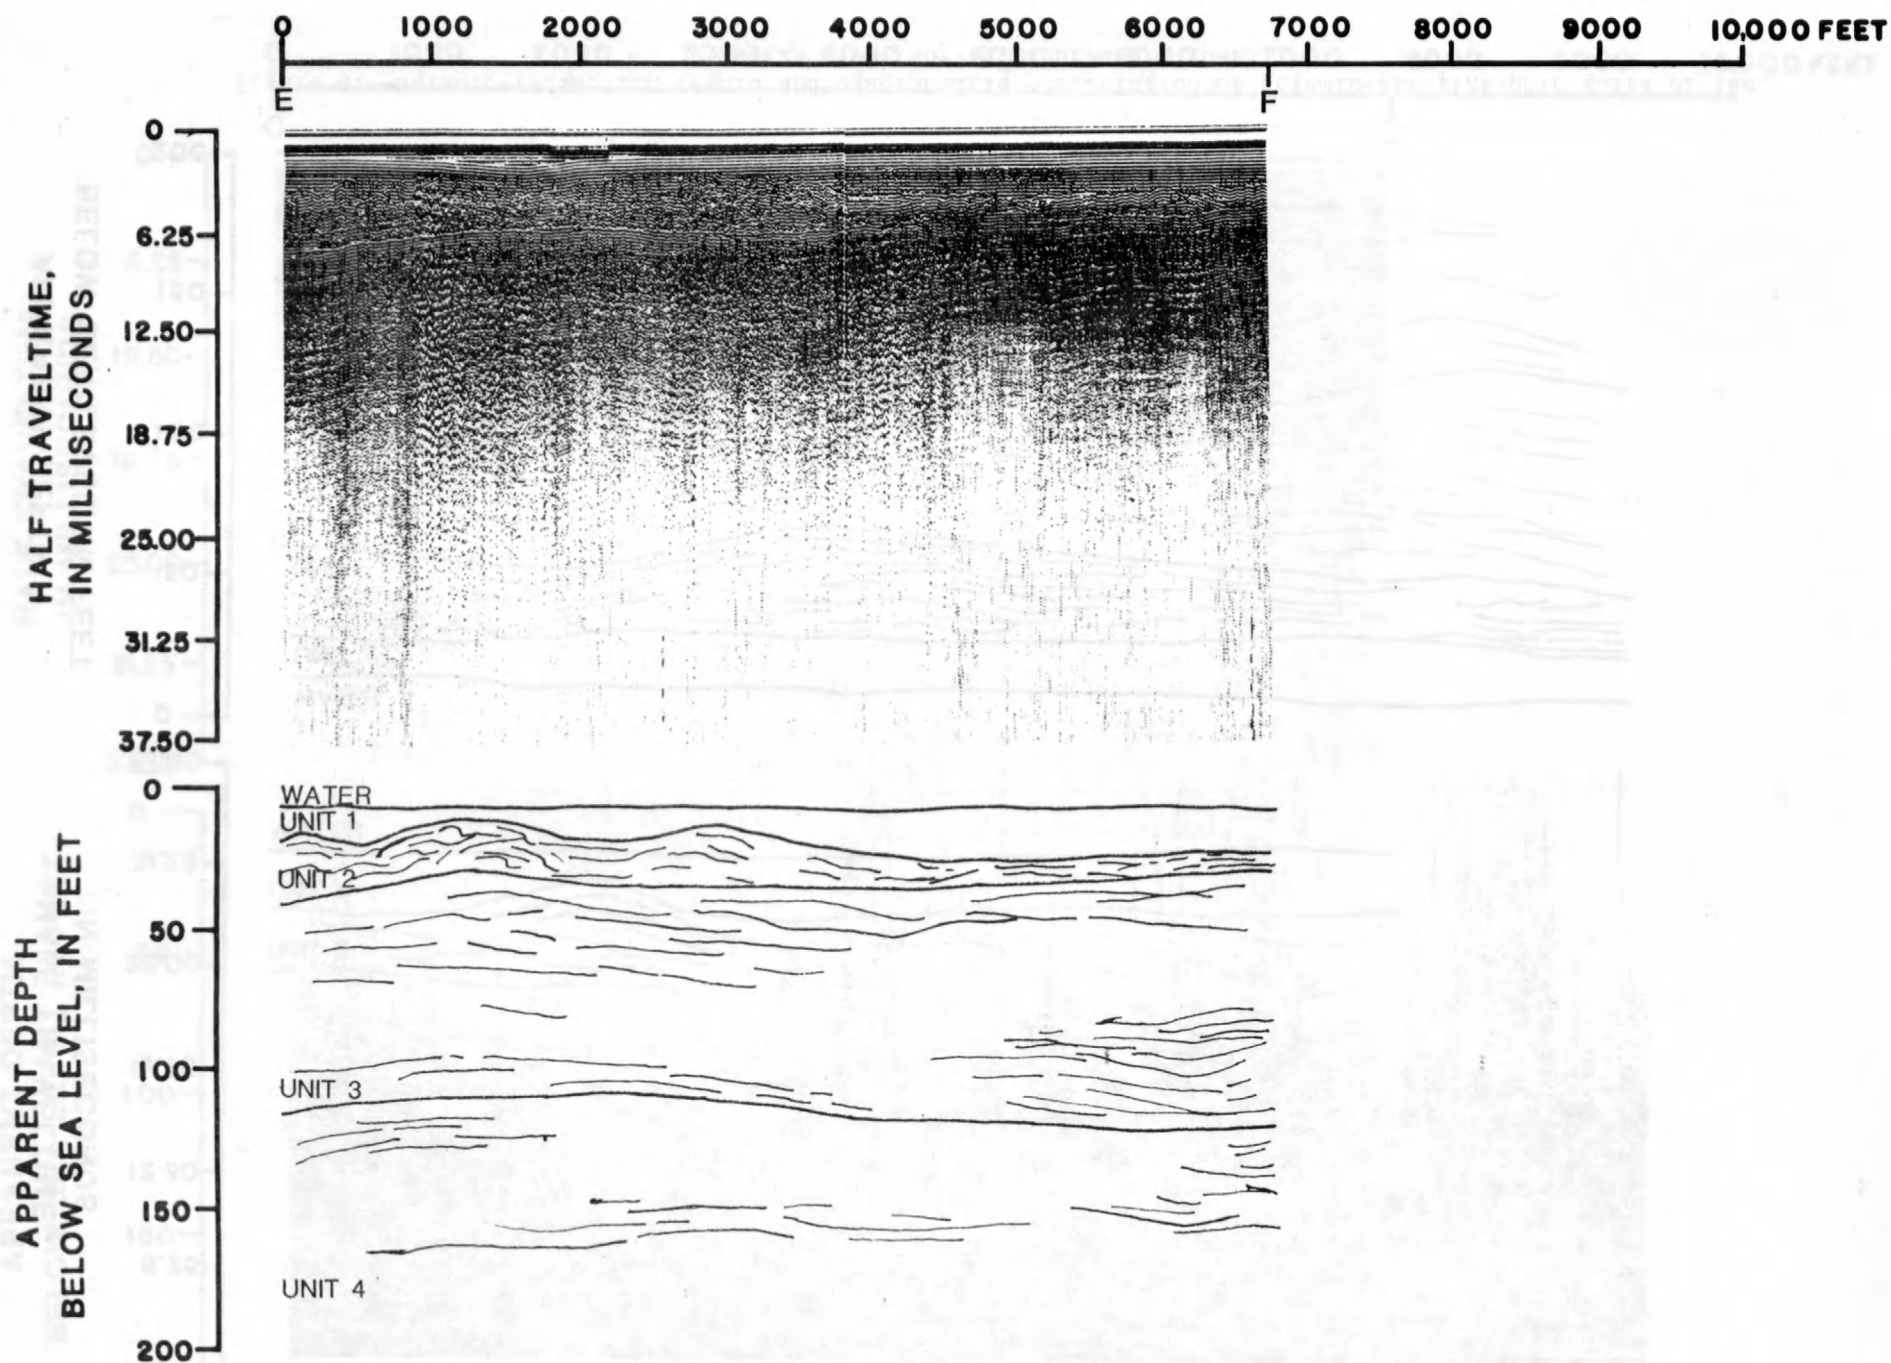 0 1000 2000 3000 4000 5000 6000 7000 8000 9000 10,000 FEET
E F
HALF TRAVELTIME,
IN MILLISECONDS
0
6.25
12.50
18.75
25.00
31.25
37.50
APPARENT DEPTH
BELOW SEA LEVEL, IN FEET
0
50
100
150
200
WATER
UNIT 1
UNIT 2
UNIT 3
UNIT 4